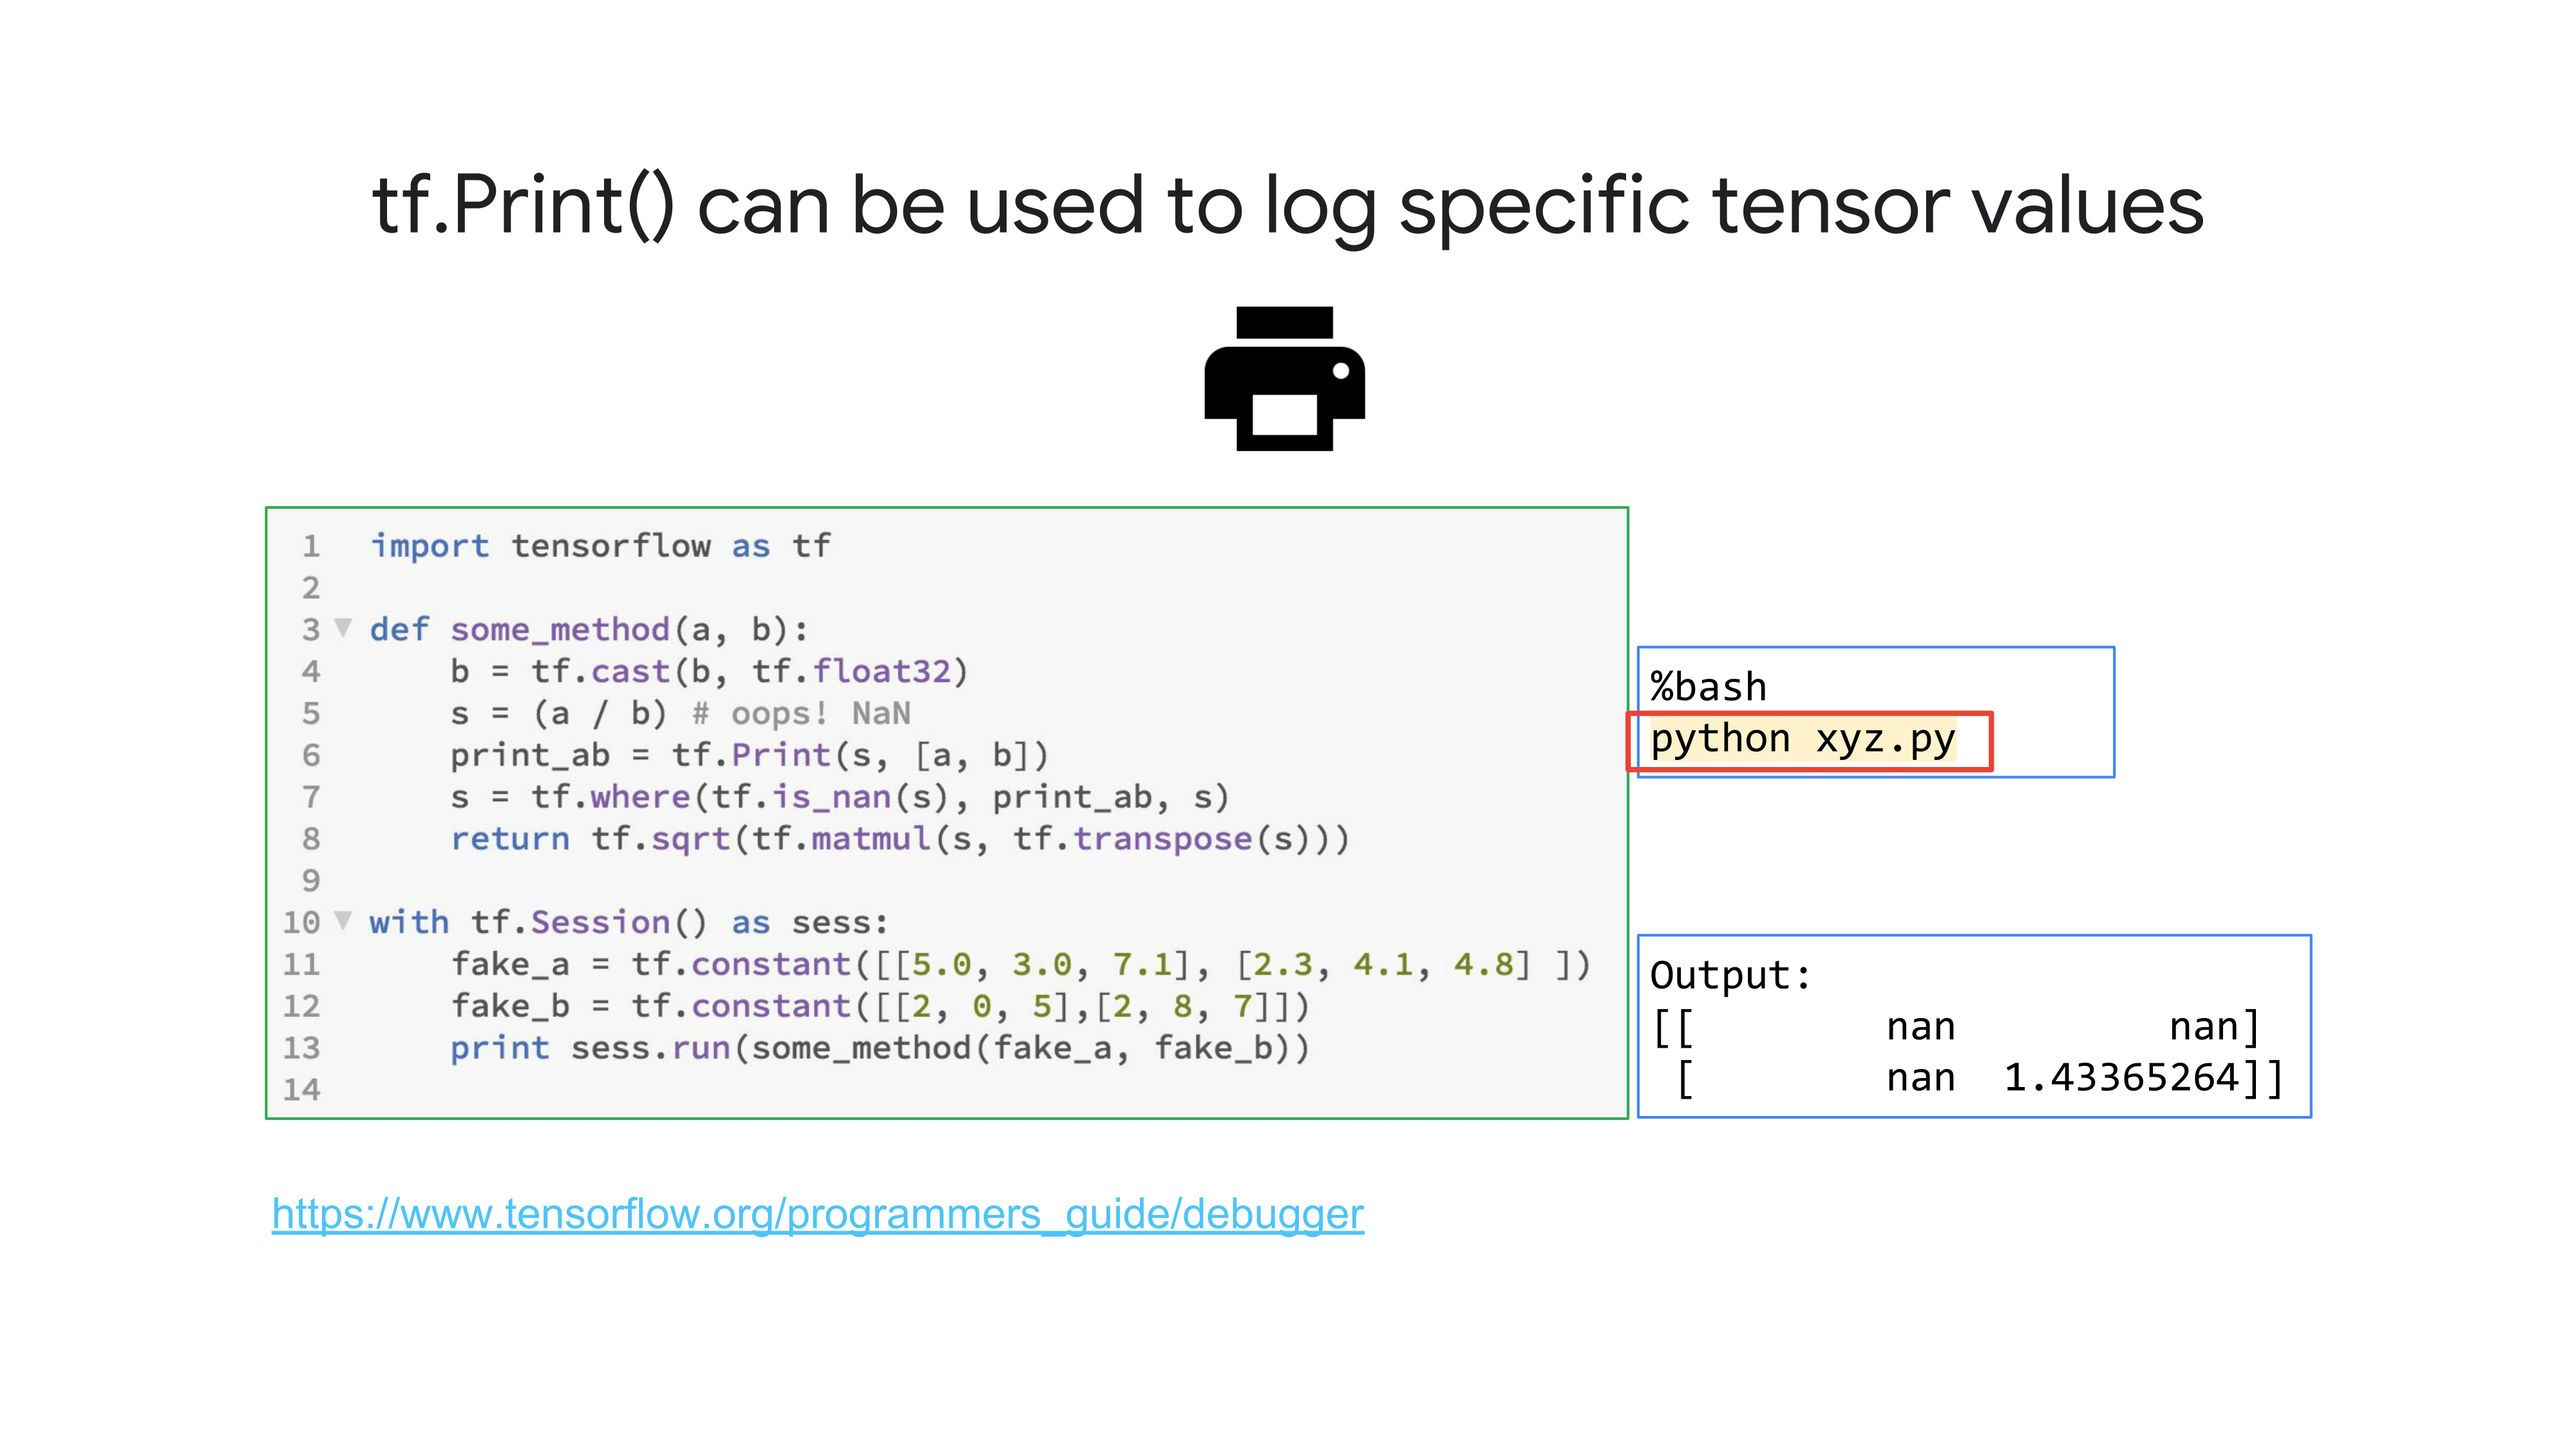 tf.Print() can be used to log specific tensor values
1 import tensorflow as tf
2
3 def some_method(a, b):
4     b = tf.cast(b, tf.float32)
5     s = (a / b) # oops! NaN
6     print_ab = tf.Print(s, [a, b])
7     s = tf.where(tf.is_nan(s), print_ab, s)
8     return tf.sqrt(tf.matmul(s, tf.transpose(s)))
9
10 with tf.Session() as sess:
11     fake_a = tf.constant([[5.0, 3.0, 7.1], [2.3, 4.1, 4.8] ])
12     fake_b = tf.constant([[2, 0, 5],[2, 8, 7]])
13     print sess.run(some_method(fake_a, fake_b))
14
%bash
python xyz.py
Output:
[[        nan         nan]
 [        nan  1.43365264]]
https://www.tensorflow.org/programmers_guide/debugger